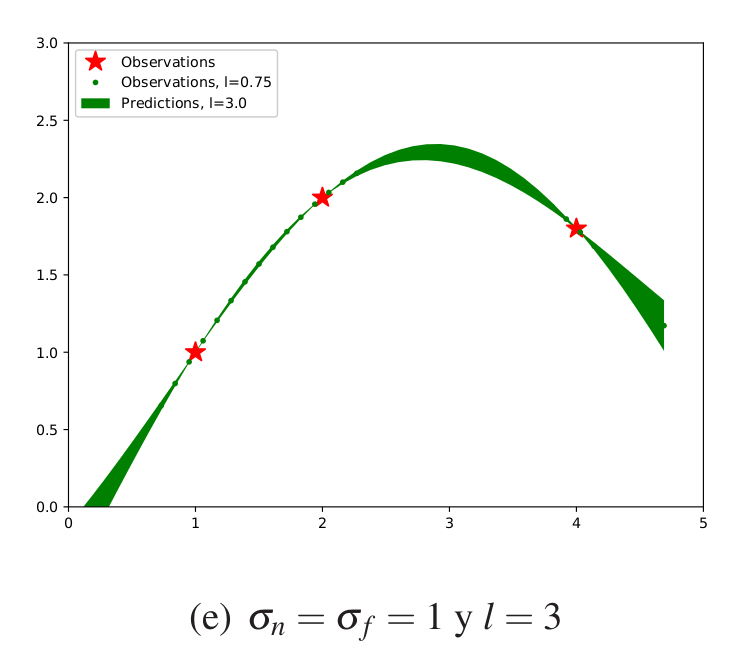 3.0
Observations
Observations, l=0.75
Predictions, l=3.0
2.5
2.0
1.5
1.0
0.5
0.0
0 1 2 3 4 5
(e) σₙ = σ_f = 1 y l = 3